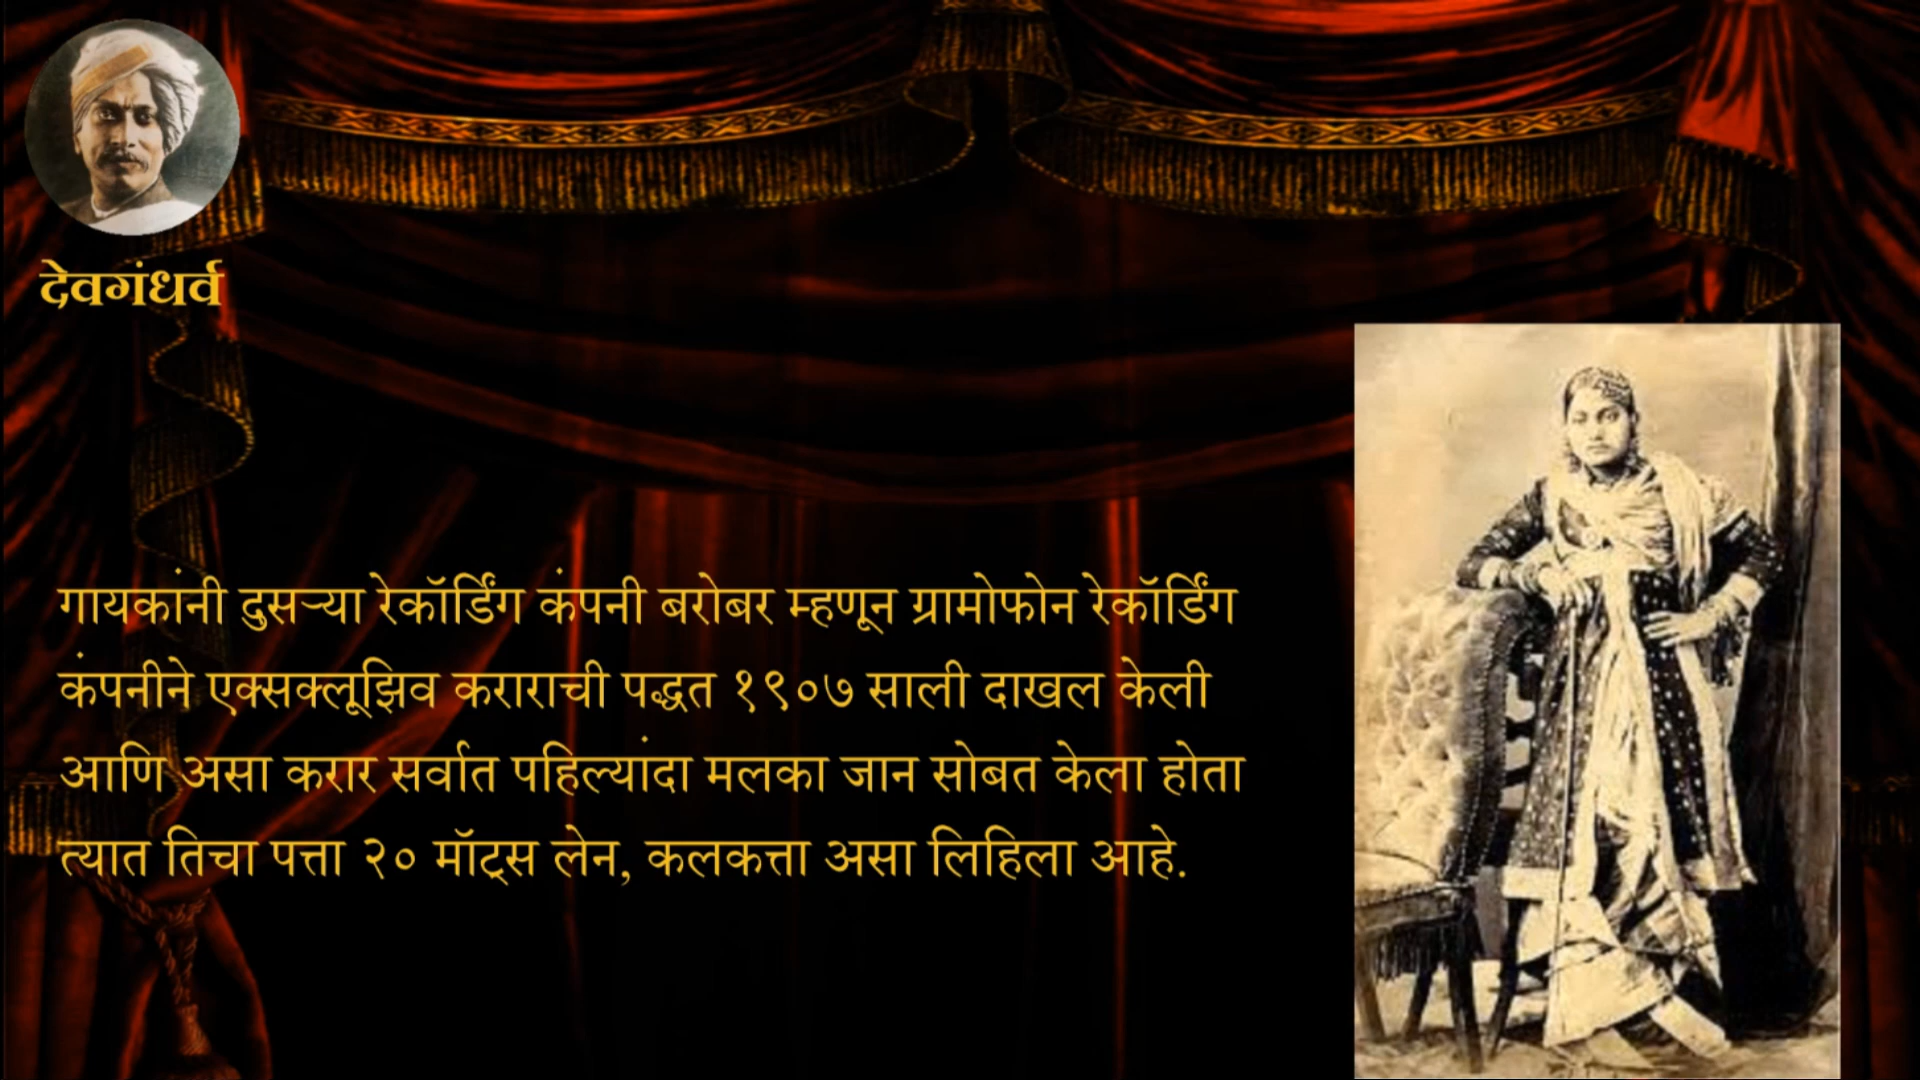 देवगंधर्व
गायकांनी दुसऱ्या रेकॉर्डिंग कंपनी बरोबर म्हणून ग्रामोफोन रेकॉर्डिंग
कंपनीने एक्सक्लूझिव कराराची पद्धत १९०७ साली दाखल केली
आणि असा करार सर्वात पहिल्यांदा मलका जान सोबत केला होता
त्यात तिचा पत्ता २० मॉट्स लेन, कलकत्ता असा लिहिला आहे.